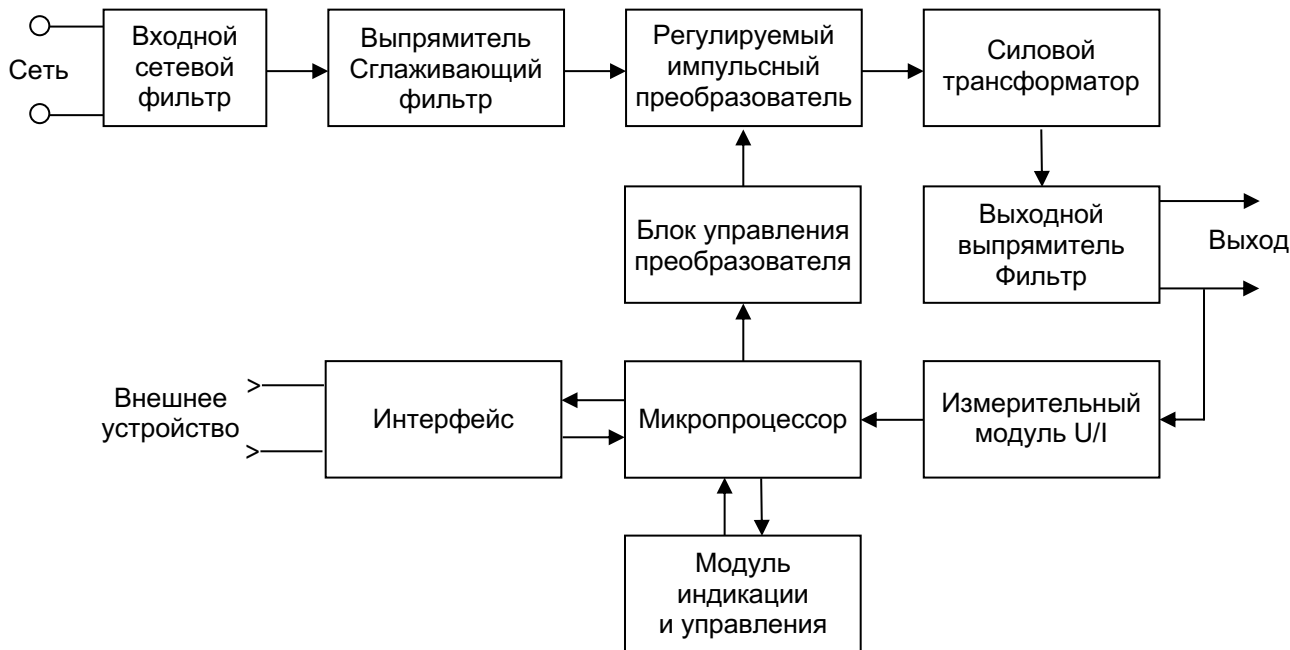 Сеть
Входной
сетевой
фильтр
Выпрямитель
Сглаживающий
фильтр
Регулируемый
импульсный
преобразователь
Силовой
трансформатор
Блок управления
преобразователя
Выходной
выпрямитель
Фильтр
Выход
Внешнее
устройство
Интерфейс
Микропроцессор
Измерительный
модуль U/I
Модуль
индикации
и управления